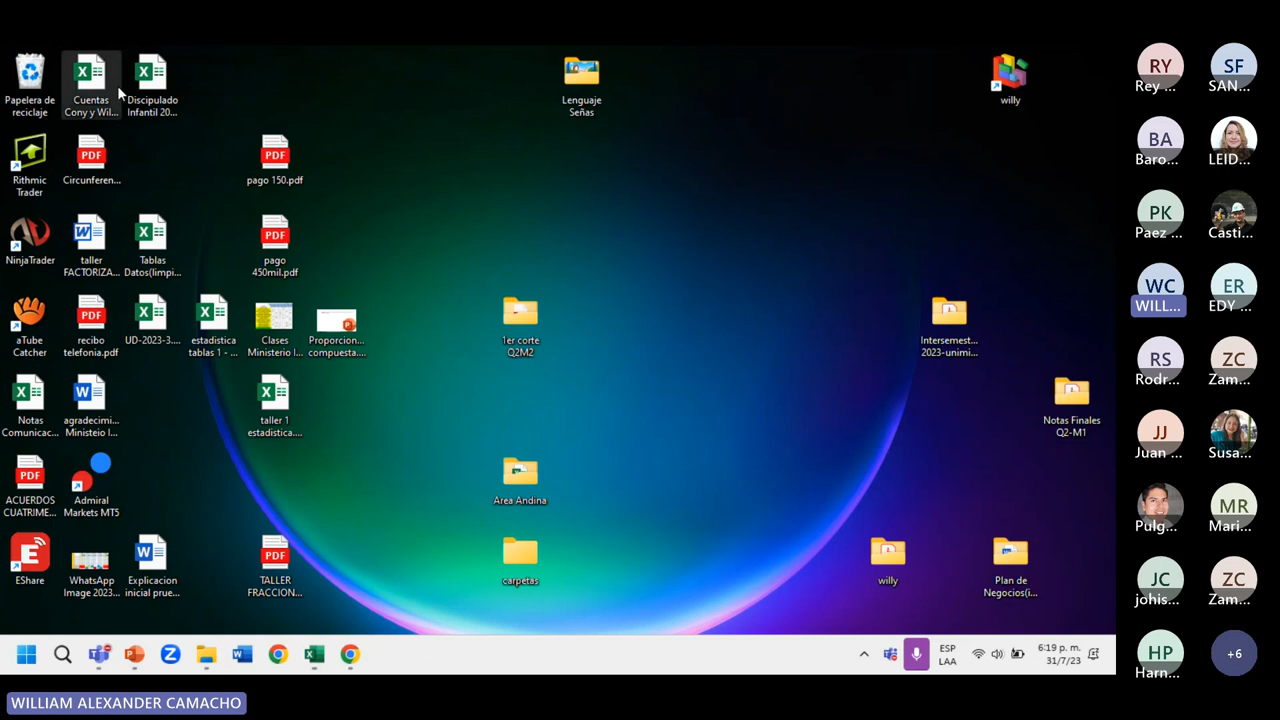 Papelera de
reciclaje
Cuentas
Cony y Wil...
Discipulado
Infantil 20...
Lenguaje
Señas
willy
Rithmic
Trader
PDF
Circunferen...
PDF
pago 150.pdf
NinjaTrader
taller
FACTORIZA...
Tablas
Datos(limpi...
PDF
pago
450mil.pdf
aTube
Catcher
PDF
recibo
telefonia.pdf
UD-2023-3....
estadistica
tablas 1 - ...
Clases
Ministerio I...
Proporcion...
compuesta....
1er corte
Q2M2
Intersemest...
2023-unimi...
Notas
Comunicac...
agradecimi...
Ministeio I...
taller 1
estadistica....
Notas Finales
Q2-M1
PDF
ACUERDOS
CUATRIME...
Admiral
Markets MT5
Area Andina
EShare
WhatsApp
Image 2023...
Explicacion
inicial prue...
PDF
TALLER
FRACCION...
carpetas
willy
Plan de
Negocios(i...
ESP
LAA
6:19 p. m.
31/7/23
WILLIAM ALEXANDER CAMACHO
RY
Rey ...
SF
SAN...
BA
Baro...
LEID...
PK
Paez ...
Casti...
WC
WILL...
ER
EDY ...
RS
Rodr...
ZC
Zam...
JJ
Juan ...
Susa...
Pulg...
MR
Mari...
JC
johis...
ZC
Zam...
HP
Harn...
+6